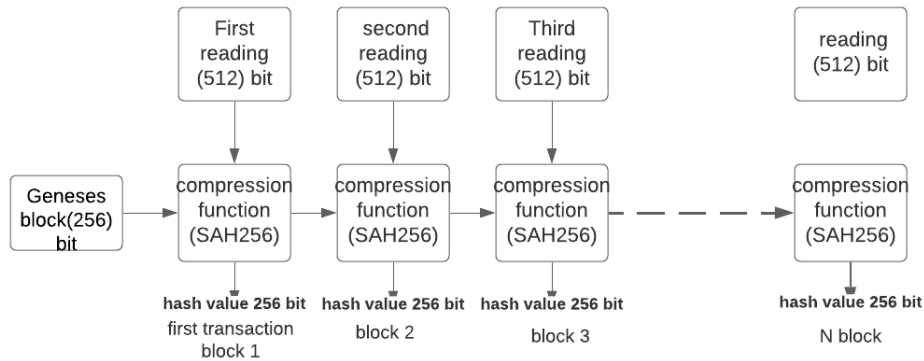 First
reading
(512) bit
second
reading
(512) bit
Third
reading
(512) bit
reading
(512) bit
Geneses
block(256)
bit
compression
function
(SAH256)
compression
function
(SAH256)
compression
function
(SAH256)
compression
function
(SAH256)
hash value 256 bit
first transaction
block 1
hash value 256 bit
block 2
hash value 256 bit
block 3
hash value 256 bit
N block